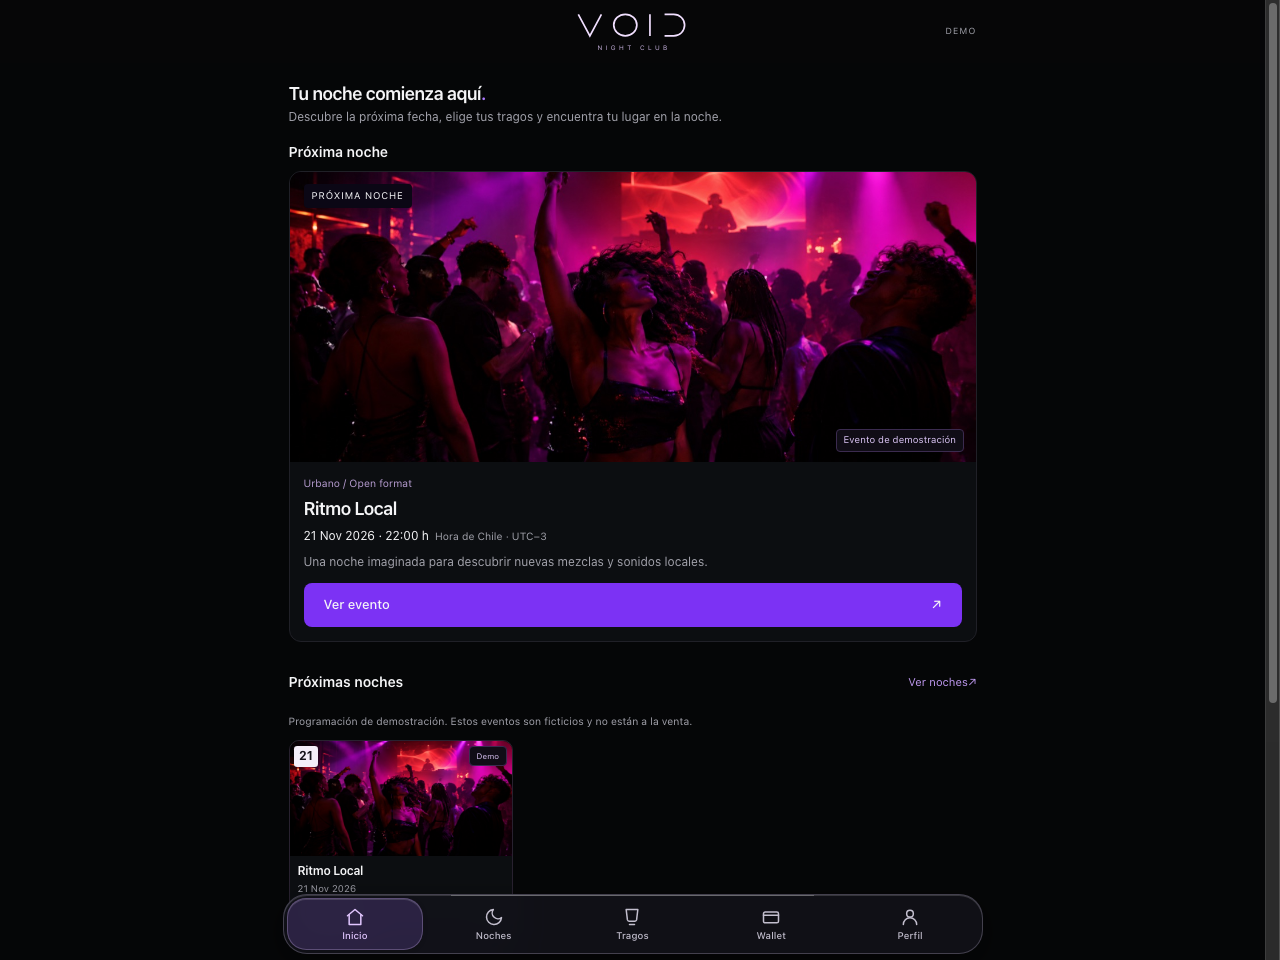 VOID
NIGHT CLUB
DEMO
Tu noche comienza aquí.
Descubre la próxima fecha, elige tus tragos y encuentra tu lugar en la noche.
Próxima noche
PRÓXIMA NOCHE
Evento de demostración
Urbano / Open format
Ritmo Local
21 Nov 2026 · 22:00 h Hora de Chile · UTC−3
Una noche imaginada para descubrir nuevas mezclas y sonidos locales.
Ver evento ↗
Próximas noches
Ver noches↗
Programación de demostración. Estos eventos son ficticios y no están a la venta.
21
Demo
Ritmo Local
21 Nov 2026
Inicio
Noches
Tragos
Wallet
Perfil